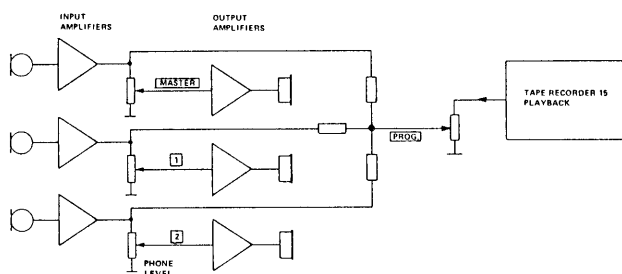 INPUT
AMPLIFIERS
OUTPUT
AMPLIFIERS
MASTER
TAPE RECORDER 15
PLAYBACK
PROG.
1
2
PHONE
LEVEL